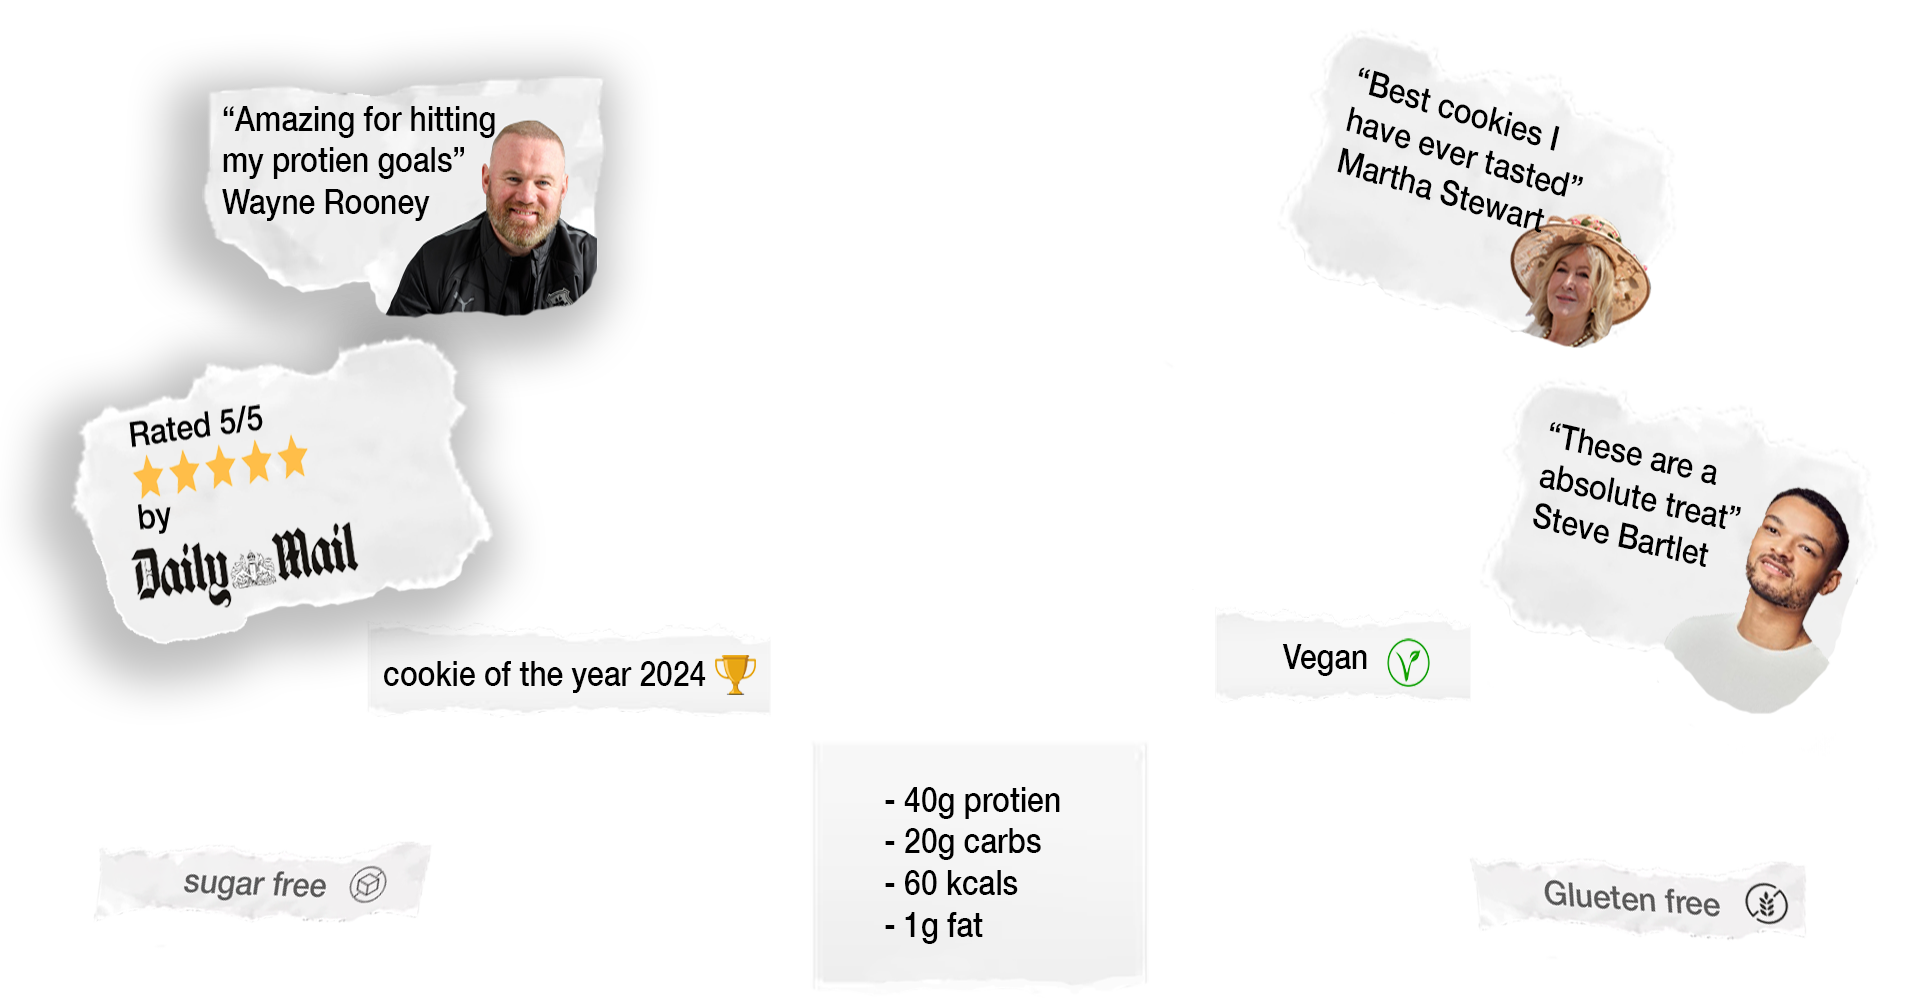 “Amazing for hitting
my protien goals”
Wayne Rooney
“Best cookies I
have ever tasted”
Martha Stewart
Rated 5/5
by
Daily Mail
“These are a
absolute treat”
Steve Bartlet
cookie of the year 2024
Vegan
- 40g protien
- 20g carbs
- 60 kcals
- 1g fat
sugar free
Glueten free